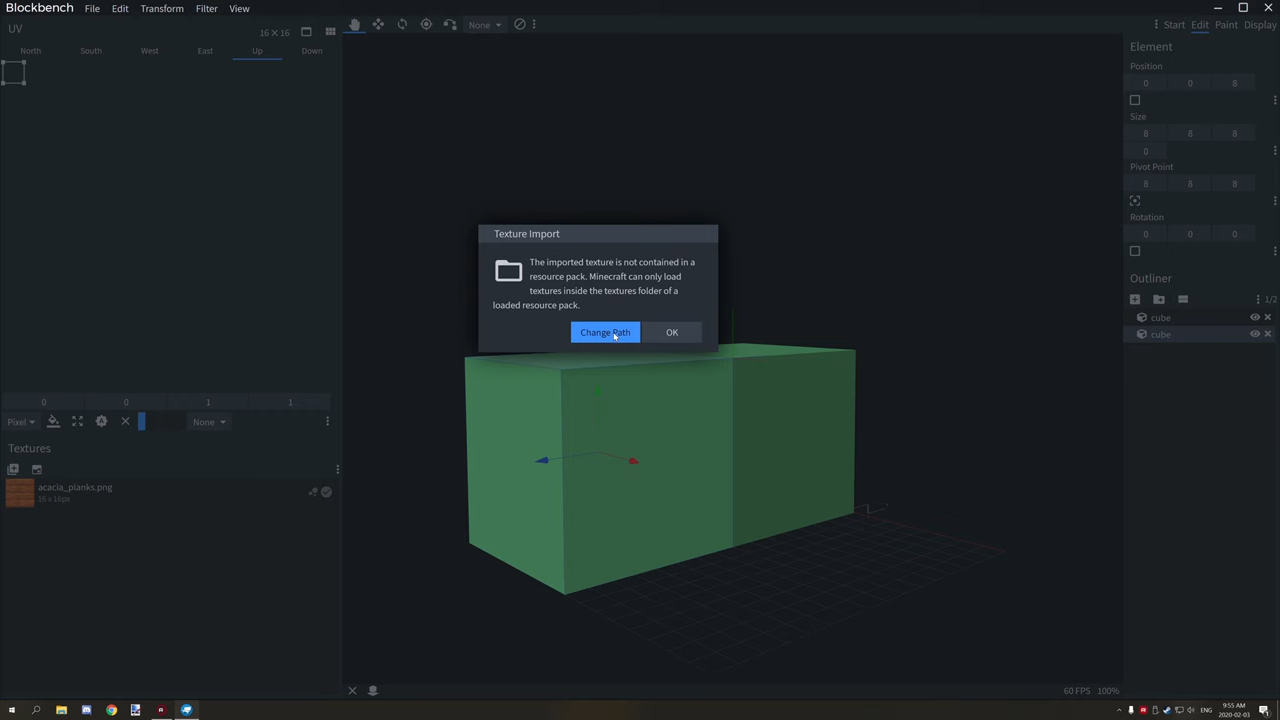 Blockbench File Edit Transform Filter View
UV
16 × 16
North South West East Up Down
0 0 1 1
Pixel None
Textures
acacia_planks.png
16 x 16px
None
Start Edit Paint Display
Texture Import
The imported texture is not contained in a
resource pack. Minecraft can only load
textures inside the textures folder of a
loaded resource pack.
Change Path OK
60 FPS 100%
Element
Position
0 0 8
Size
8 8 8
0
Pivot Point
8 8 8
Rotation
0 0 0
Outliner
1/2
cube
cube
ENG
9:55 AM
2020-02-03